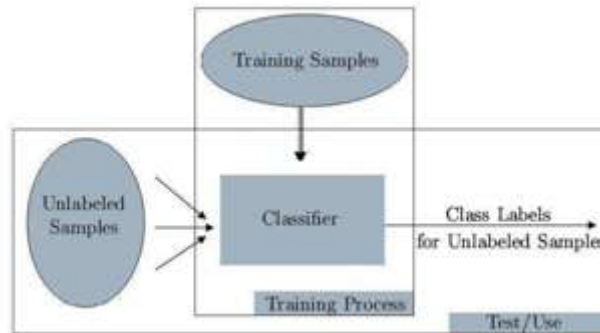 Training Samples
Unlabeled
Samples
Classifier
Class Labels
for Unlabeled Sample
Training Process
Test/Use